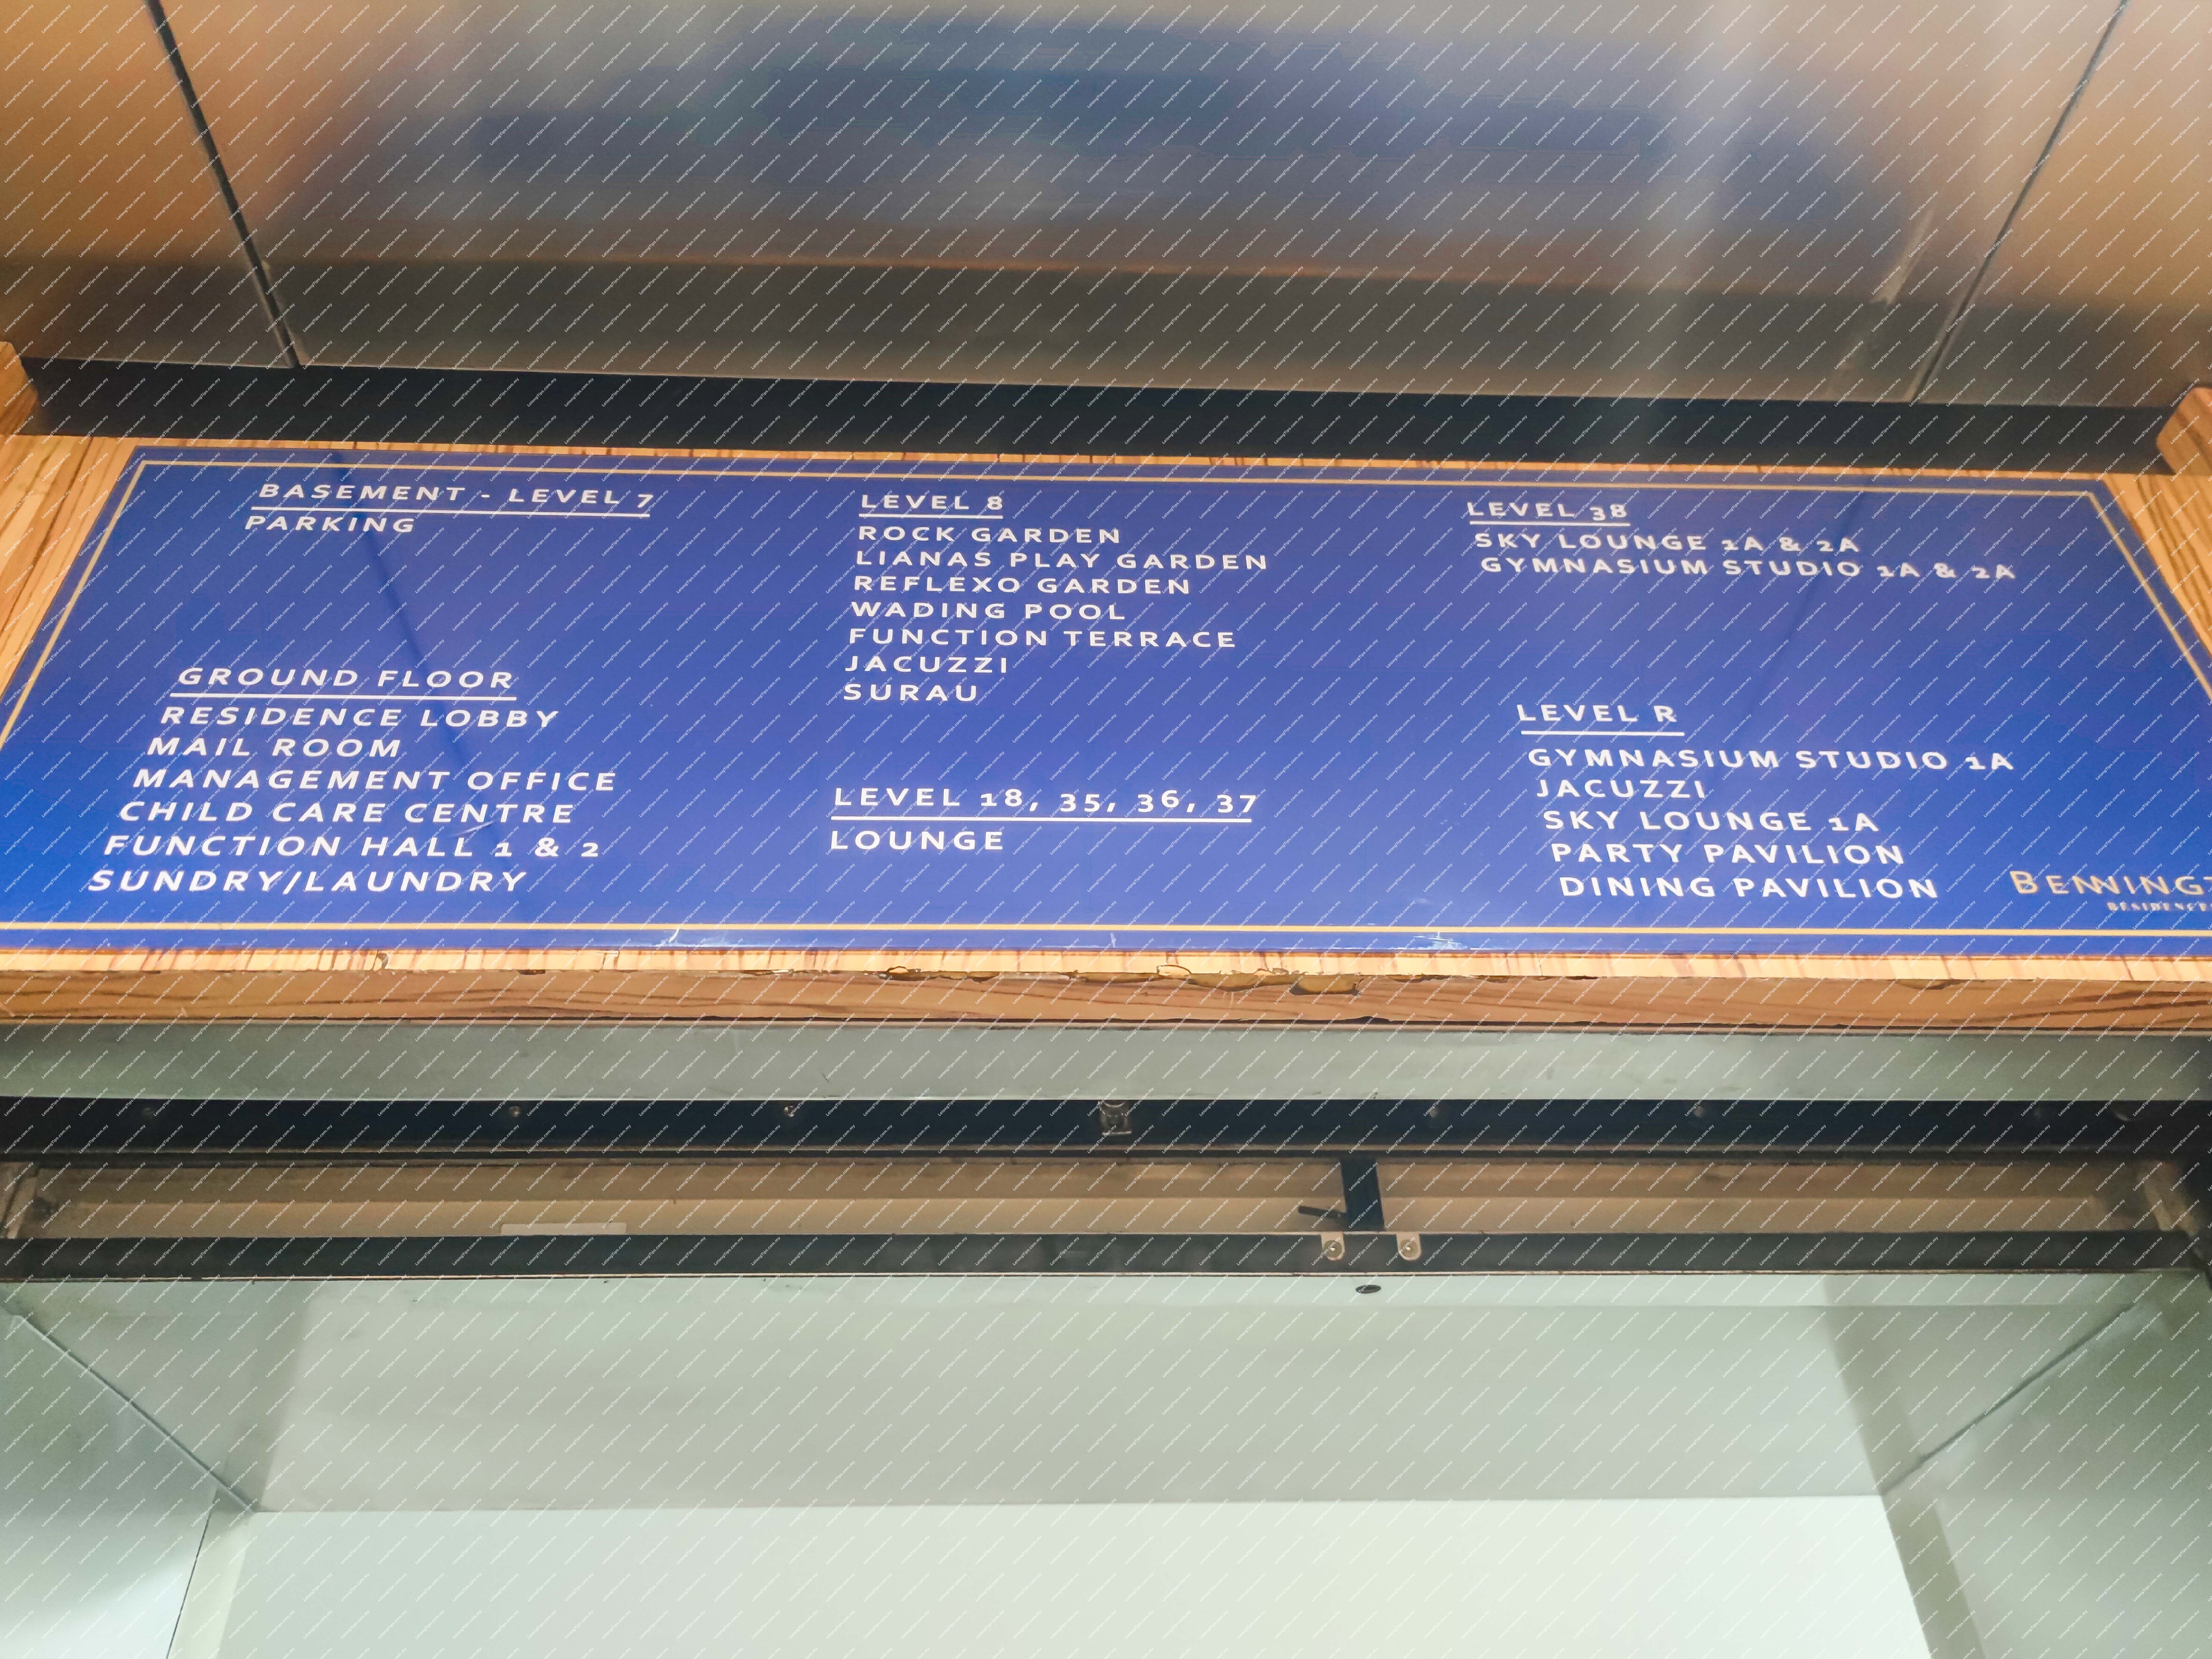 BASEMENT - LEVEL 7
PARKING
GROUND FLOOR
RESIDENCE LOBBY
MAIL ROOM
MANAGEMENT OFFICE
CHILD CARE CENTRE
FUNCTION HALL 1 & 2
SUNDRY/LAUNDRY
LEVEL 8
ROCK GARDEN
LIANAS PLAY GARDEN
REFLEXO GARDEN
WADING POOL
FUNCTION TERRACE
JACUZZI
SURAU
LEVEL 18, 35, 36, 37
LOUNGE
LEVEL 38
SKY LOUNGE 1A & 2A
GYMNASIUM STUDIO 1A & 2A
LEVEL R
GYMNASIUM STUDIO 1A
JACUZZI
SKY LOUNGE 1A
PARTY PAVILION
DINING PAVILION